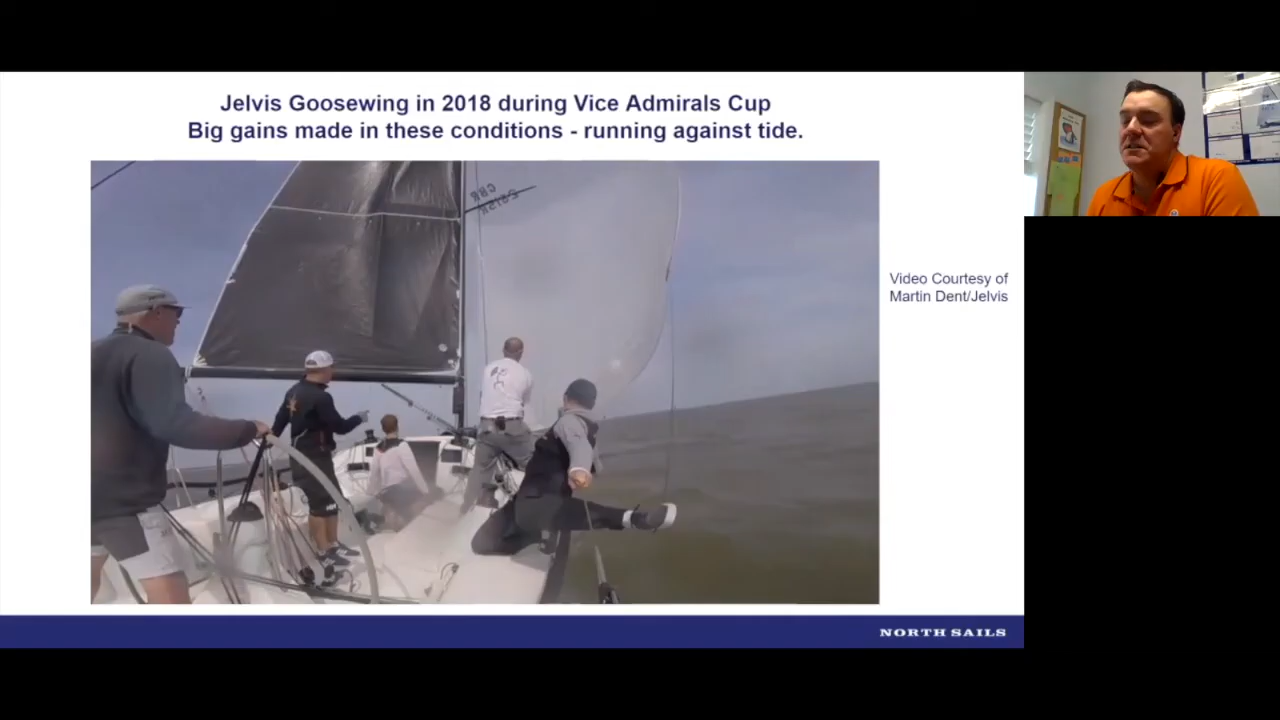 Jelvis Goosewing in 2018 during Vice Admirals Cup
Big gains made in these conditions - running against tide.
Video Courtesy of
Martin Dent/Jelvis
NORTH SAILS